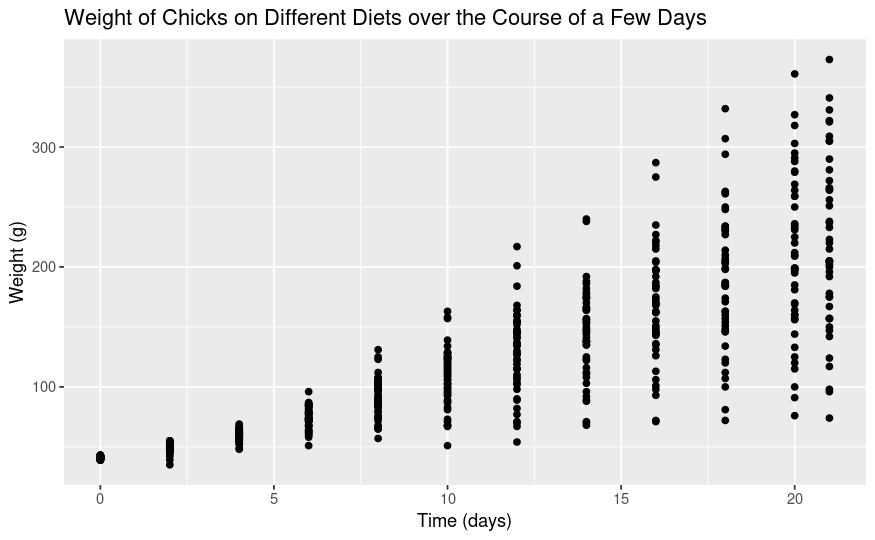 Weight of Chicks on Different Diets over the Course of a Few Days
300
200
100
Weight (g)
0 5 10 15 20
Time (days)